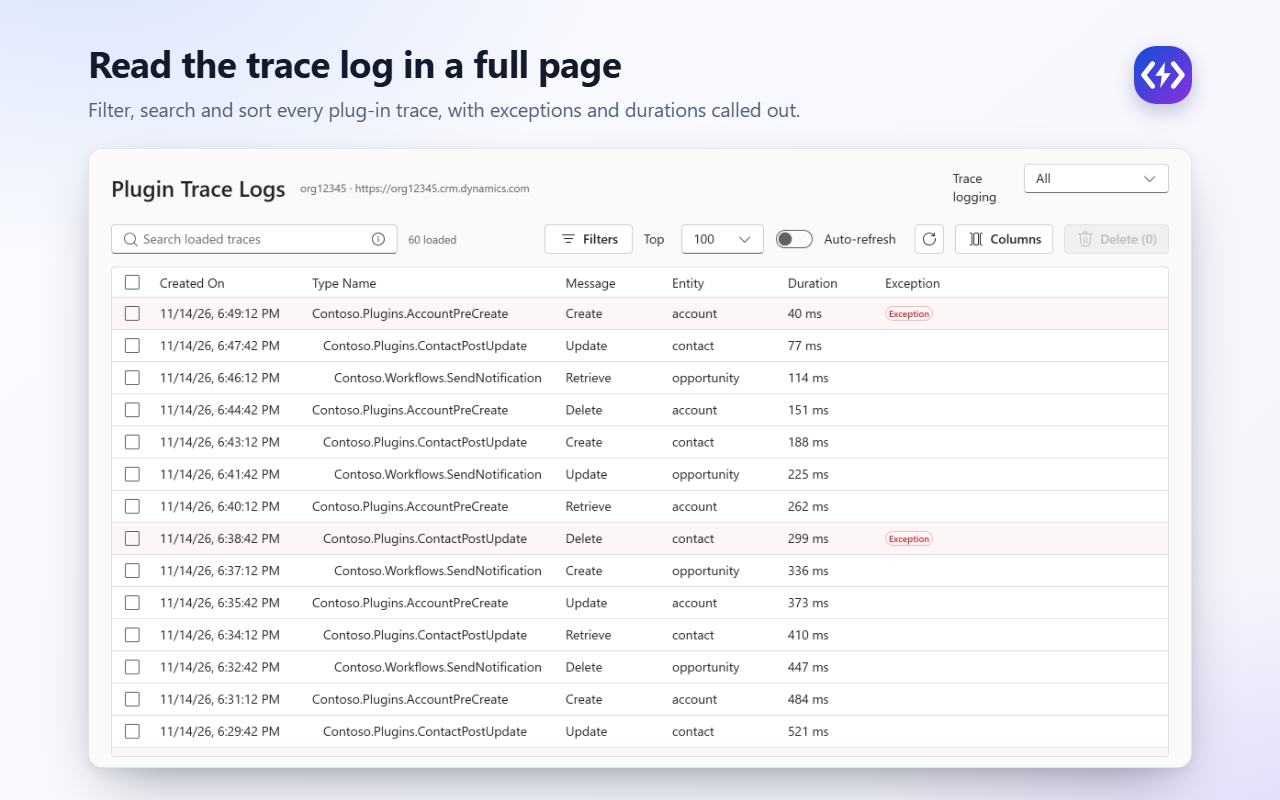 Read the trace log in a full page
Filter, search and sort every plug-in trace, with exceptions and durations called out.
Plugin Trace Logs org12345 · https://org12345.crm.dynamics.com Trace logging All
Search loaded traces 60 loaded Filters Top 100 Auto-refresh Columns Delete (0)
Created On Type Name Message Entity Duration Exception
11/14/26, 6:49:12 PM Contoso.Plugins.AccountPreCreate Create account 40 ms Exception
11/14/26, 6:47:42 PM Contoso.Plugins.ContactPostUpdate Update contact 77 ms
11/14/26, 6:46:12 PM Contoso.Workflows.SendNotification Retrieve opportunity 114 ms
11/14/26, 6:44:42 PM Contoso.Plugins.AccountPreCreate Delete account 151 ms
11/14/26, 6:43:12 PM Contoso.Plugins.ContactPostUpdate Create contact 188 ms
11/14/26, 6:41:42 PM Contoso.Workflows.SendNotification Update opportunity 225 ms
11/14/26, 6:40:12 PM Contoso.Plugins.AccountPreCreate Retrieve account 262 ms
11/14/26, 6:38:42 PM Contoso.Plugins.ContactPostUpdate Delete contact 299 ms Exception
11/14/26, 6:37:12 PM Contoso.Workflows.SendNotification Create opportunity 336 ms
11/14/26, 6:35:42 PM Contoso.Plugins.AccountPreCreate Update account 373 ms
11/14/26, 6:34:12 PM Contoso.Plugins.ContactPostUpdate Retrieve contact 410 ms
11/14/26, 6:32:42 PM Contoso.Workflows.SendNotification Delete opportunity 447 ms
11/14/26, 6:31:12 PM Contoso.Plugins.AccountPreCreate Create account 484 ms
11/14/26, 6:29:42 PM Contoso.Plugins.ContactPostUpdate Update contact 521 ms